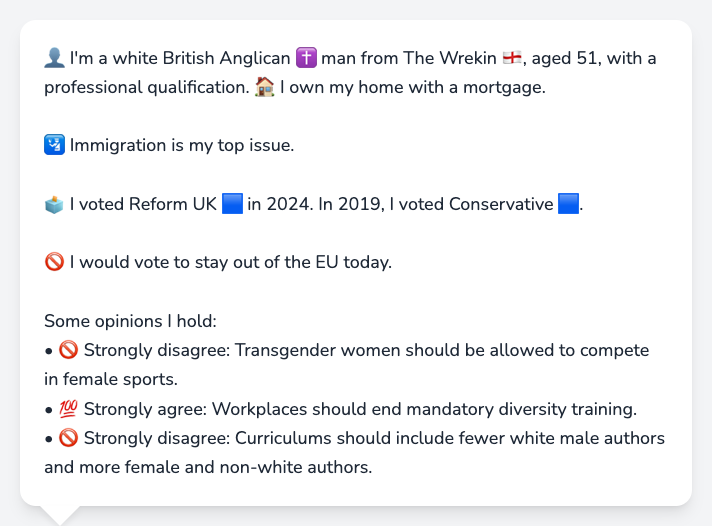 👤 I'm a white British Anglican ✝️ man from The Wrekin 🏴󠁧󠁢󠁥󠁮󠁧󠁿, aged 51, with a
professional qualification. 🏠 I own my home with a mortgage.
🛂 Immigration is my top issue.
🗳️ I voted Reform UK 🟦 in 2024. In 2019, I voted Conservative 🟦.
🚫 I would vote to stay out of the EU today.
Some opinions I hold:
• 🚫 Strongly disagree: Transgender women should be allowed to compete
in female sports.
• 💯 Strongly agree: Workplaces should end mandatory diversity training.
• 🚫 Strongly disagree: Curriculums should include fewer white male authors
and more female and non-white authors.